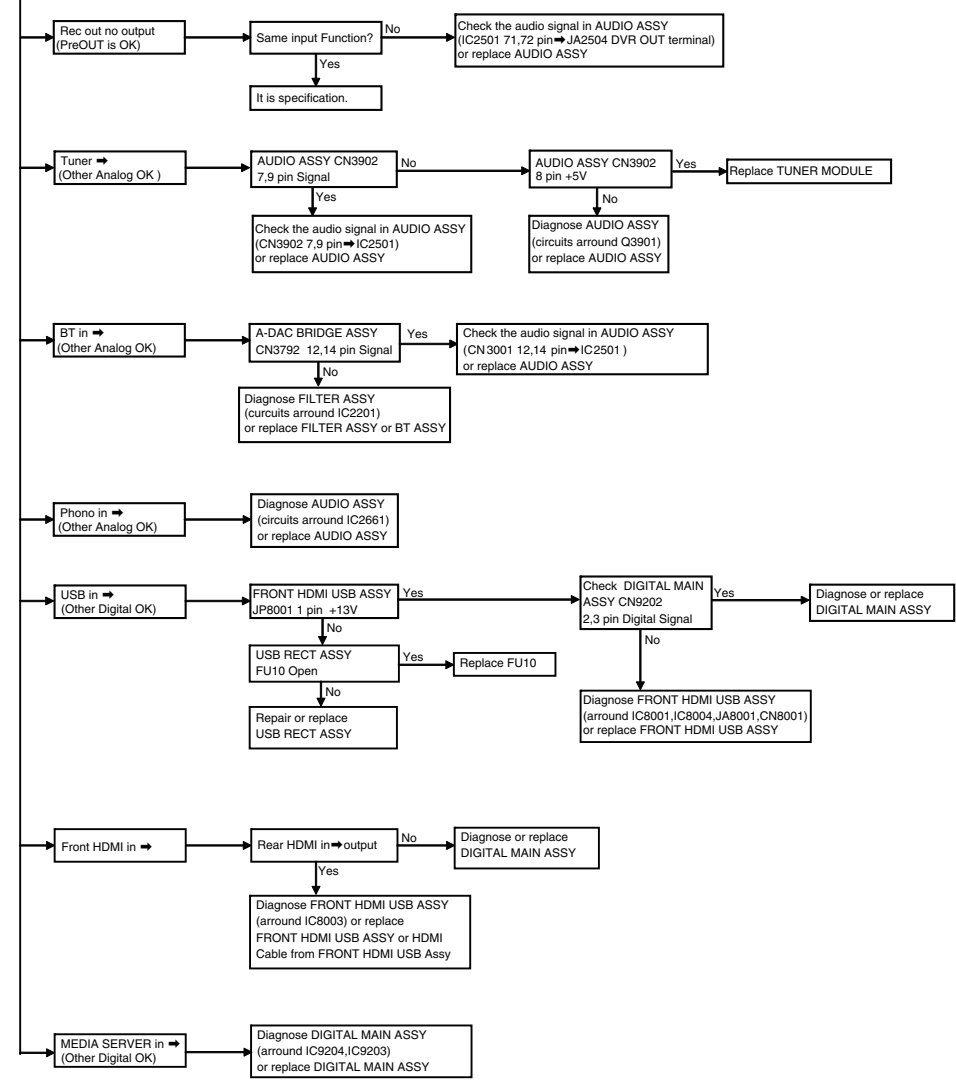 Rec out no output
(PreOUT is OK)
Same input Function?
No
Check the audio signal in AUDIO ASSY
(IC2501 71,72 pin➡JA2504 DVR OUT terminal)
or replace AUDIO ASSY
Yes
It is specification.
Tuner ➡
(Other Analog OK )
AUDIO ASSY CN3902
7,9 pin Signal
No
AUDIO ASSY CN3902
8 pin +5V
Yes
Replace TUNER MODULE
Yes
Check the audio signal in AUDIO ASSY
(CN3902 7,9 pin➡IC2501)
or replace AUDIO ASSY
No
Diagnose AUDIO ASSY
(circuits arround Q3901)
or replace AUDIO ASSY
BT in ➡
(Other Analog OK)
A-DAC BRIDGE ASSY
CN3792 12,14 pin Signal
Yes
Check the audio signal in AUDIO ASSY
(CN3001 12,14 pin➡IC2501 )
or replace AUDIO ASSY
No
Diagnose FILTER ASSY
(curcuits arround IC2201)
or replace FILTER ASSY or BT ASSY
Phono in ➡
(Other Analog OK)
Diagnose AUDIO ASSY
(circuits arround IC2661)
or replace AUDIO ASSY
USB in ➡
(Other Digital OK)
FRONT HDMI USB ASSY
JP8001 1 pin +13V
Yes
Check DIGITAL MAIN
ASSY CN9202
2,3 pin Digital Signal
Yes
Diagnose or replace
DIGITAL MAIN ASSY
No
USB RECT ASSY
FU10 Open
Yes
Replace FU10
No
Repair or replace
USB RECT ASSY
No
Diagnose FRONT HDMI USB ASSY
(arround IC8001,IC8004,JA8001,CN8001)
or replace FRONT HDMI USB ASSY
Front HDMI in ➡
Rear HDMI in➡output
No
Diagnose or replace
DIGITAL MAIN ASSY
Yes
Diagnose FRONT HDMI USB ASSY
(arround IC8003) or replace
FRONT HDMI USB ASSY or HDMI
Cable from FRONT HDMI USB Assy
MEDIA SERVER in ➡
(Other Digital OK)
Diagnose DIGITAL MAIN ASSY
(arround IC9204,IC9203)
or replace DIGITAL MAIN ASSY